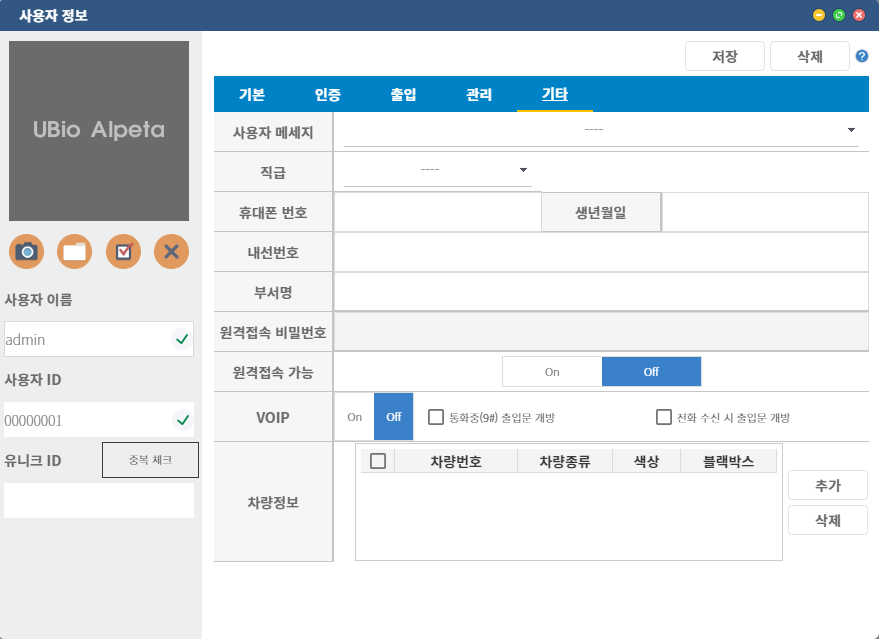 사용자 정보
저장 삭제
UBio Alpeta
기본 인증 출입 관리 기타
사용자 메세지 ----
직급 ----
휴대폰 번호 생년월일
내선번호
부서명
원격접속 비밀번호
원격접속 가능 On Off
VOIP On Off 통화중(9#) 출입문 개방 전화 수신 시 출입문 개방
차량정보 차량번호 차량종류 색상 블랙박스
추가
삭제
사용자 이름
admin
사용자 ID
00000001
유니크 ID 중복 체크